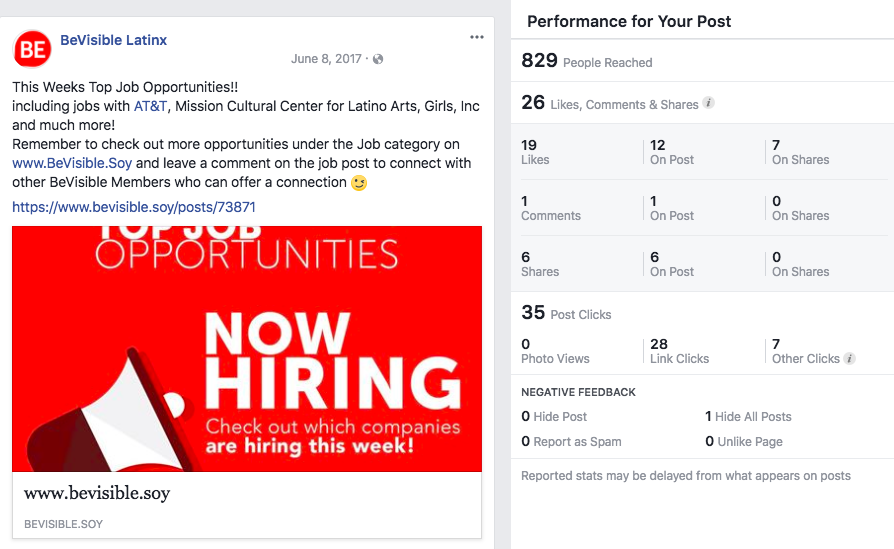 BE
BeVisible Latinx
...
June 8, 2017 ·
This Weeks Top Job Opportunities!!
including jobs with AT&T, Mission Cultural Center for Latino Arts, Girls, Inc
and much more!
Remember to check out more opportunities under the Job category on
www.BeVisible.Soy and leave a comment on the job post to connect with
other BeVisible Members who can offer a connection 😉
https://www.bevisible.soy/posts/73871
TOP JOB
OPPORTUNITIES
NOW
HIRING
Check out which companies
are hiring this week!
www.bevisible.soy
BEVISIBLE.SOY
Performance for Your Post
829 People Reached
26 Likes, Comments & Shares i
19 12 7
Likes On Post On Shares
1 1 0
Comments On Post On Shares
6 6 0
Shares On Post On Shares
35 Post Clicks
0 28 7
Photo Views Link Clicks Other Clicks i
NEGATIVE FEEDBACK
0 Hide Post 1 Hide All Posts
0 Report as Spam 0 Unlike Page
Reported stats may be delayed from what appears on posts